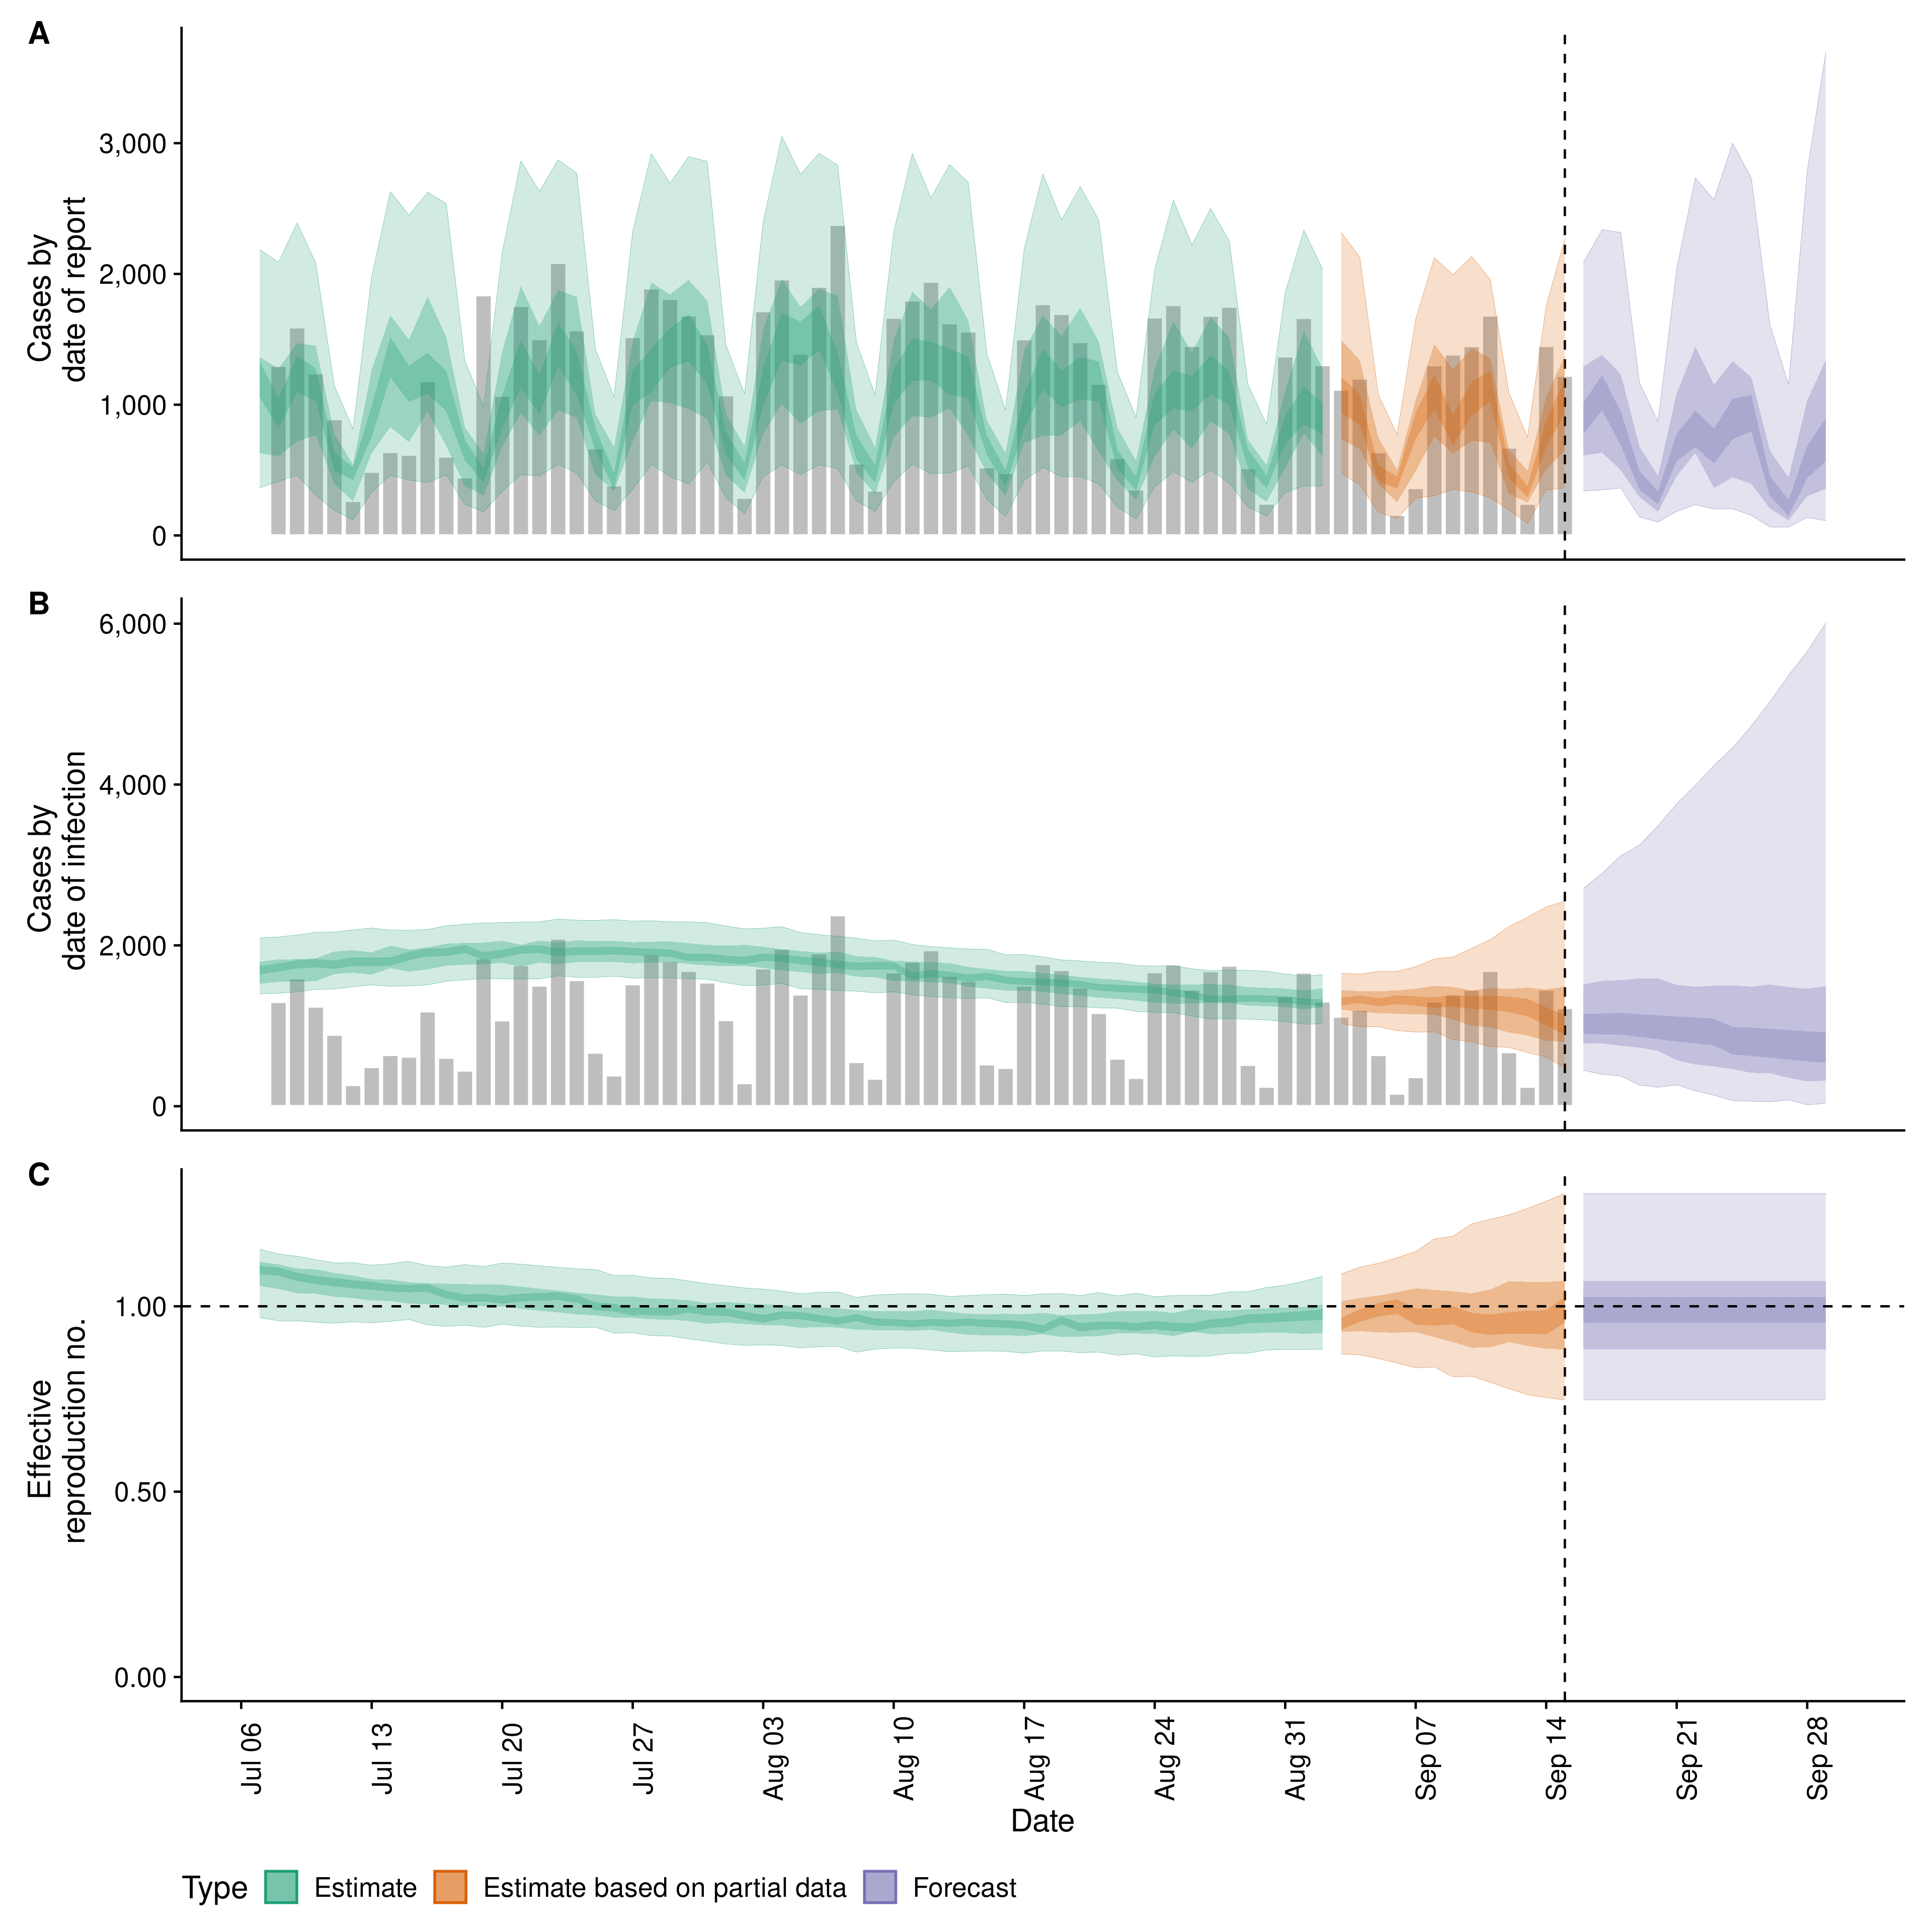 A
Cases by
date of report
3,000
2,000
1,000
0
B
Cases by
date of infection
6,000
4,000
2,000
0
C
Effective
reproduction no.
1.00
0.50
0.00
Jul 06
Jul 13
Jul 20
Jul 27
Aug 03
Aug 10
Aug 17
Aug 24
Aug 31
Sep 07
Sep 14
Sep 21
Sep 28
Date
Type Estimate Estimate based on partial data Forecast